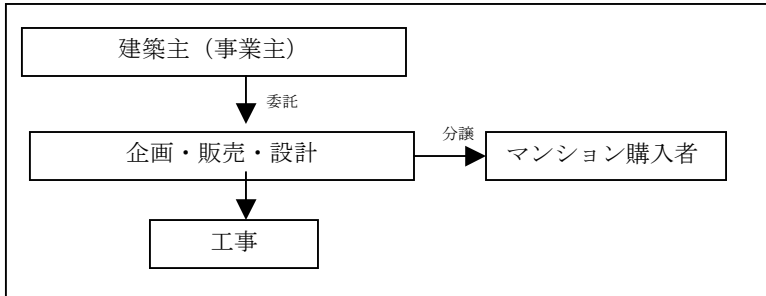 建築主（事業主）
委託
企画・販売・設計
分譲
マンション購入者
工事